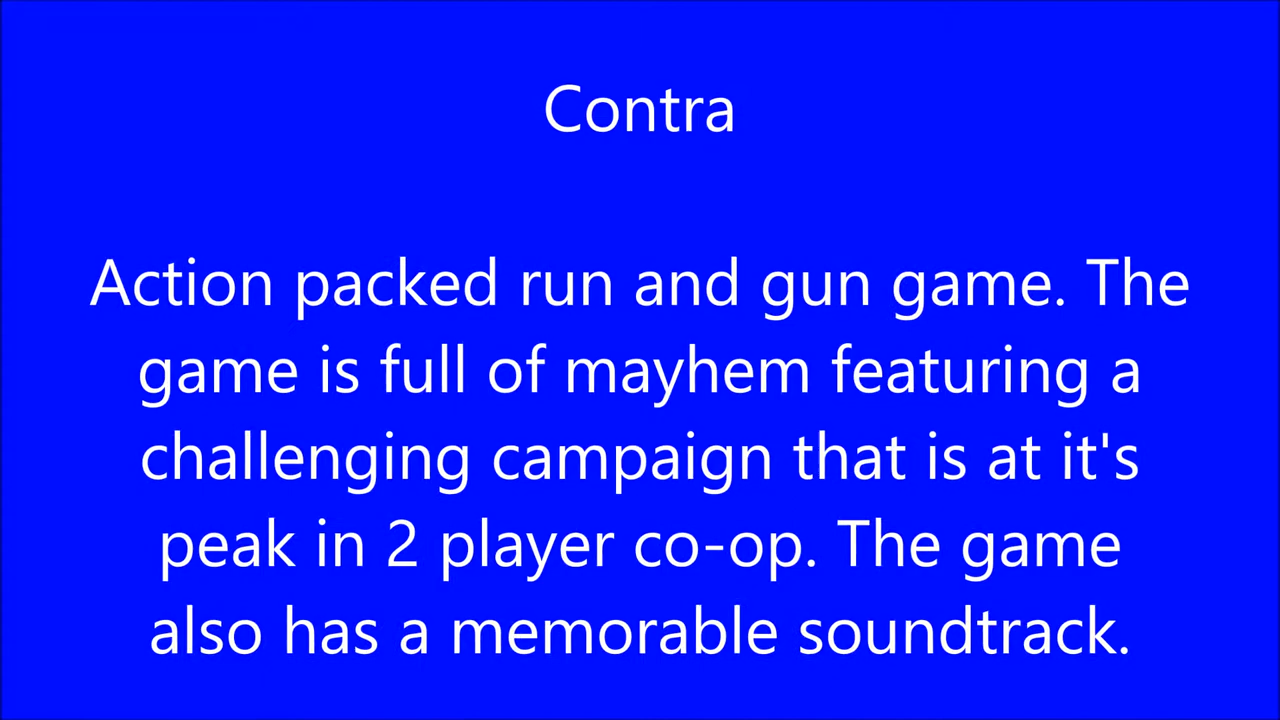 Contra
Action packed run and gun game. The
game is full of mayhem featuring a
challenging campaign that is at it's
peak in 2 player co-op. The game
also has a memorable soundtrack.